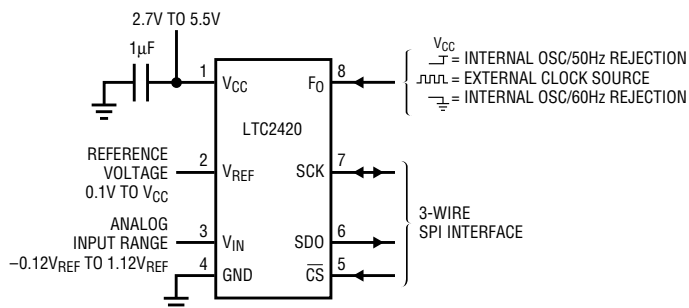 2.7V TO 5.5V
1µF
1
VCC
FO
8
VCC
= INTERNAL OSC/50Hz REJECTION
= EXTERNAL CLOCK SOURCE
= INTERNAL OSC/60Hz REJECTION
LTC2420
REFERENCE
VOLTAGE
0.1V TO VCC
2
VREF
SCK
7
ANALOG
INPUT RANGE
–0.12VREF TO 1.12VREF
3
VIN
SDO
6
3-WIRE
SPI INTERFACE
4
GND
CS
5